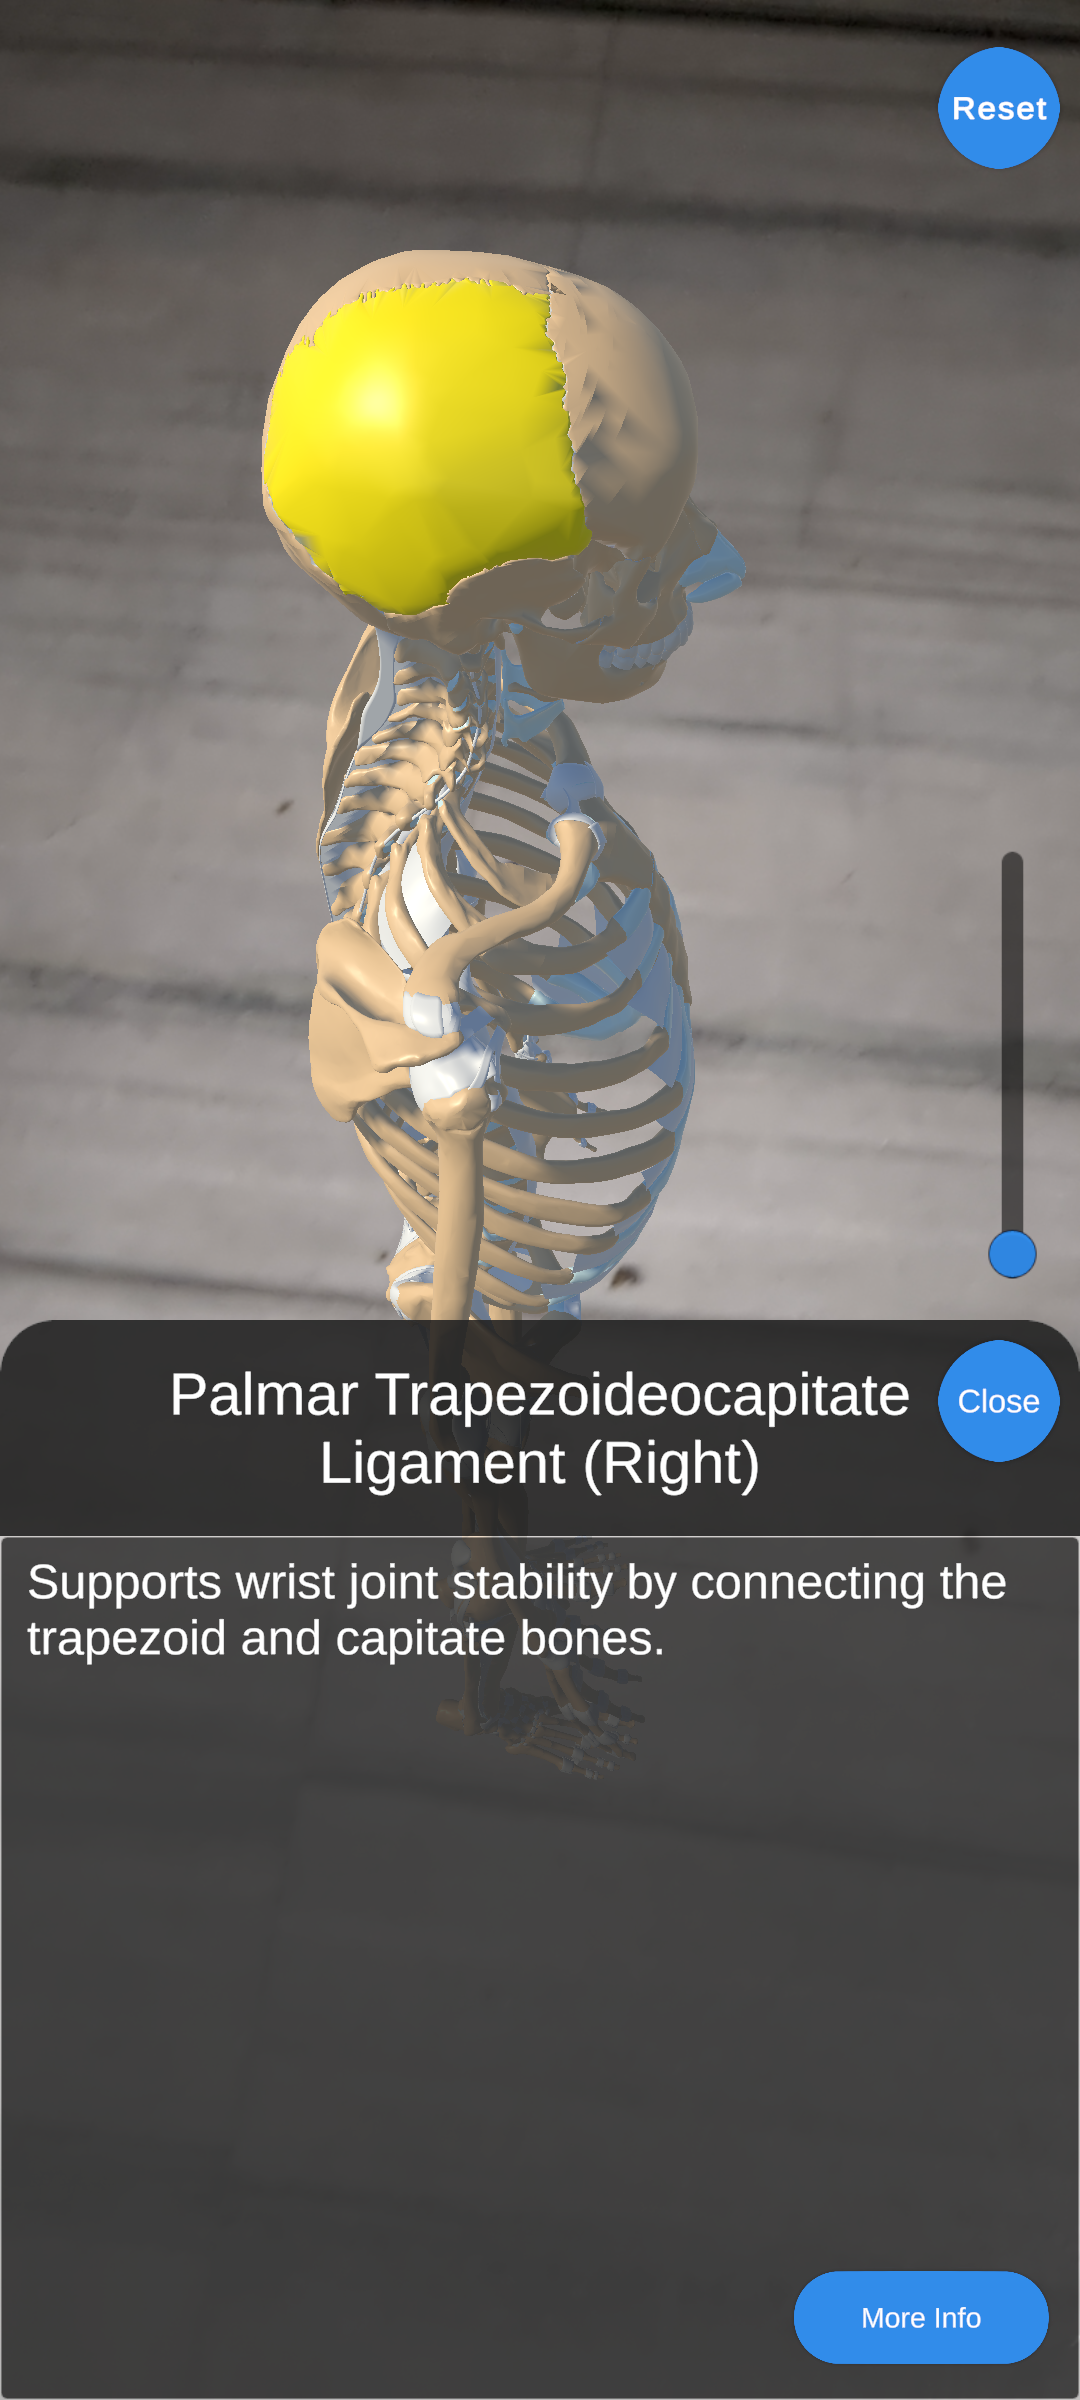 Reset
Palmar Trapezoideocapitate
Ligament (Right)
Close
Supports wrist joint stability by connecting the
trapezoid and capitate bones.
More Info